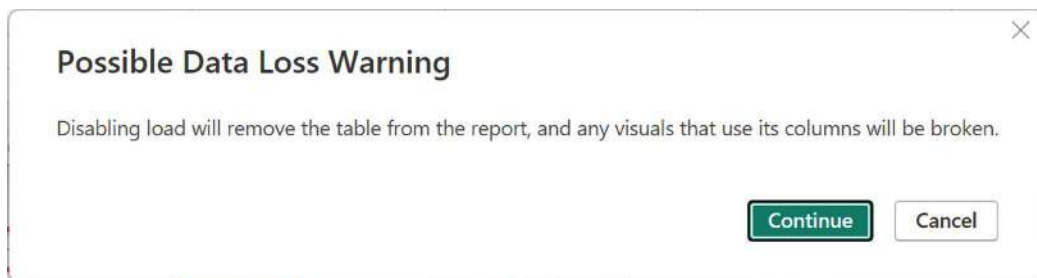 Possible Data Loss Warning
Disabling load will remove the table from the report, and any visuals that use its columns will be broken.
Continue Cancel